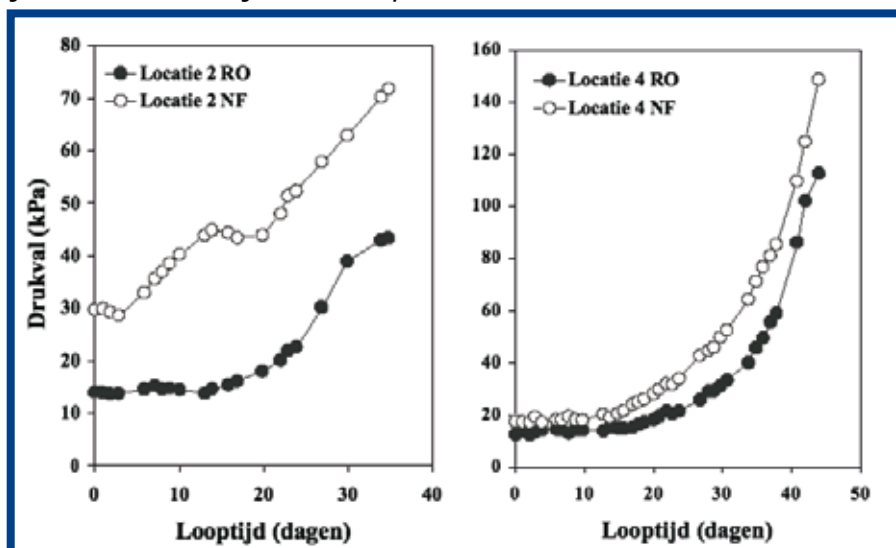 Locatie 2 RO
Locatie 2 NF
Drukval (kPa)
80
70
60
50
40
30
20
10
0
0 10 20 30 40
Looptijd (dagen)
Locatie 4 RO
Locatie 4 NF
160
140
120
100
80
60
40
20
0
0 10 20 30 40 50
Looptijd (dagen)